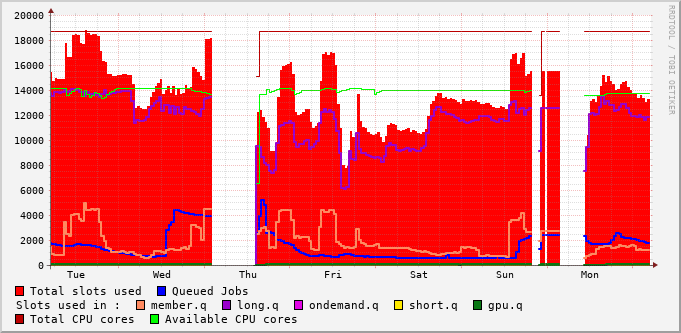 20000
18000
16000
14000
12000
10000
8000
6000
4000
2000
0
Tue Wed Thu Fri Sat Sun Mon
Total slots used Queued Jobs
Slots used in : member.q long.q ondemand.q short.q gpu.q
Total CPU cores Available CPU cores
RRDTOOL / TOBI OETIKER